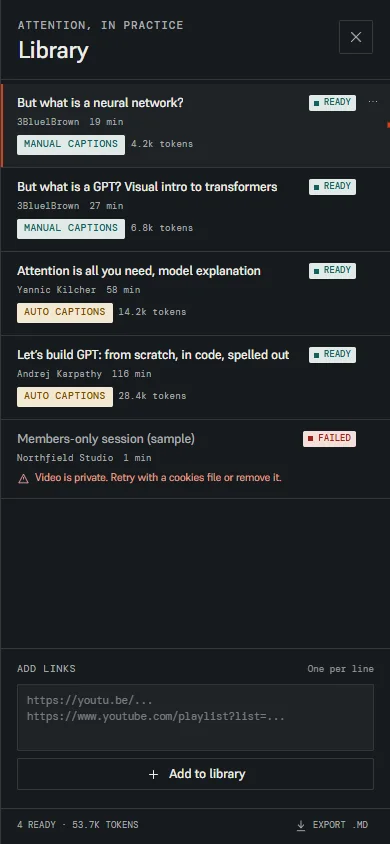 ATTENTION, IN PRACTICE
Library
But what is a neural network?
READY
...
3Blue1Brown 19 min
MANUAL CAPTIONS 4.2k tokens
But what is a GPT? Visual intro to transformers
READY
3Blue1Brown 27 min
MANUAL CAPTIONS 6.8k tokens
Attention is all you need, model explanation
READY
Yannic Kilcher 58 min
AUTO CAPTIONS 14.2k tokens
Let's build GPT: from scratch, in code, spelled out
READY
Andrej Karpathy 116 min
AUTO CAPTIONS 28.4k tokens
Members-only session (sample)
FAILED
Northfield Studio 1 min
Video is private. Retry with a cookies file or remove it.
ADD LINKS
One per line
https://youtu.be/...
https://www.youtube.com/playlist?list=...
+ Add to library
4 READY · 53.7K TOKENS
EXPORT .MD